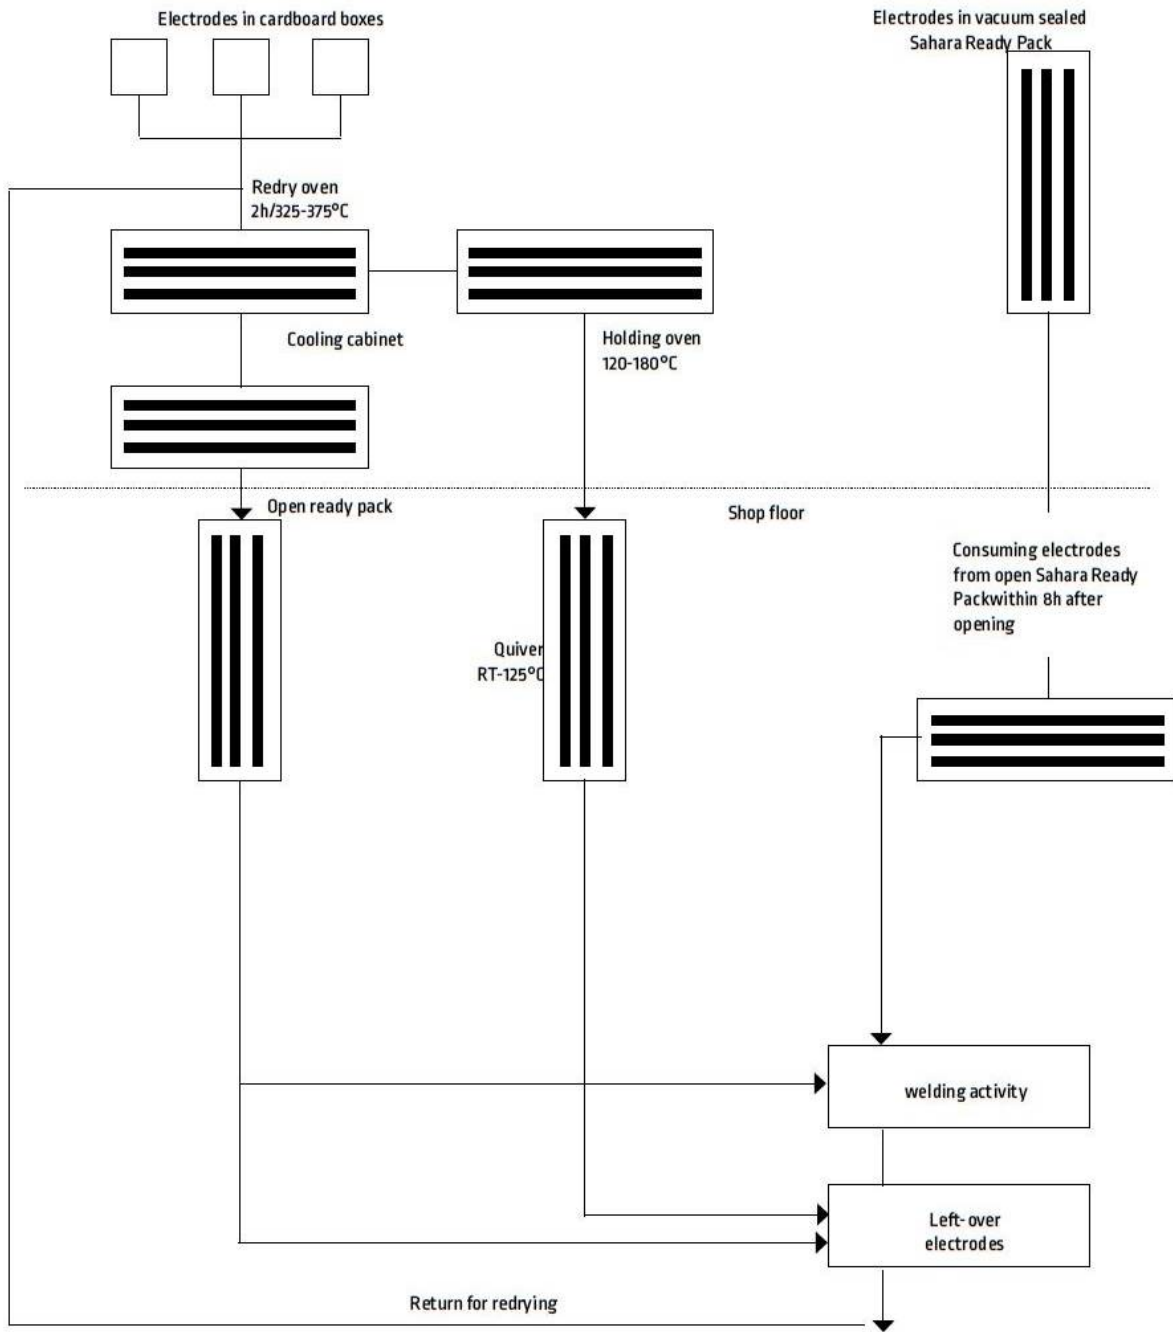 Electrodes in cardboard boxes
Electrodes in vacuum sealed
Sahara Ready Pack
Redry oven
2h/325-375°C
Cooling cabinet
Holding oven
120-180°C
Open ready pack
Shop floor
Consuming electrodes
from open Sahara Ready
Packwithin 8h after
opening
Quiver
RT-125°C
welding activity
Left-over
electrodes
Return for redrying